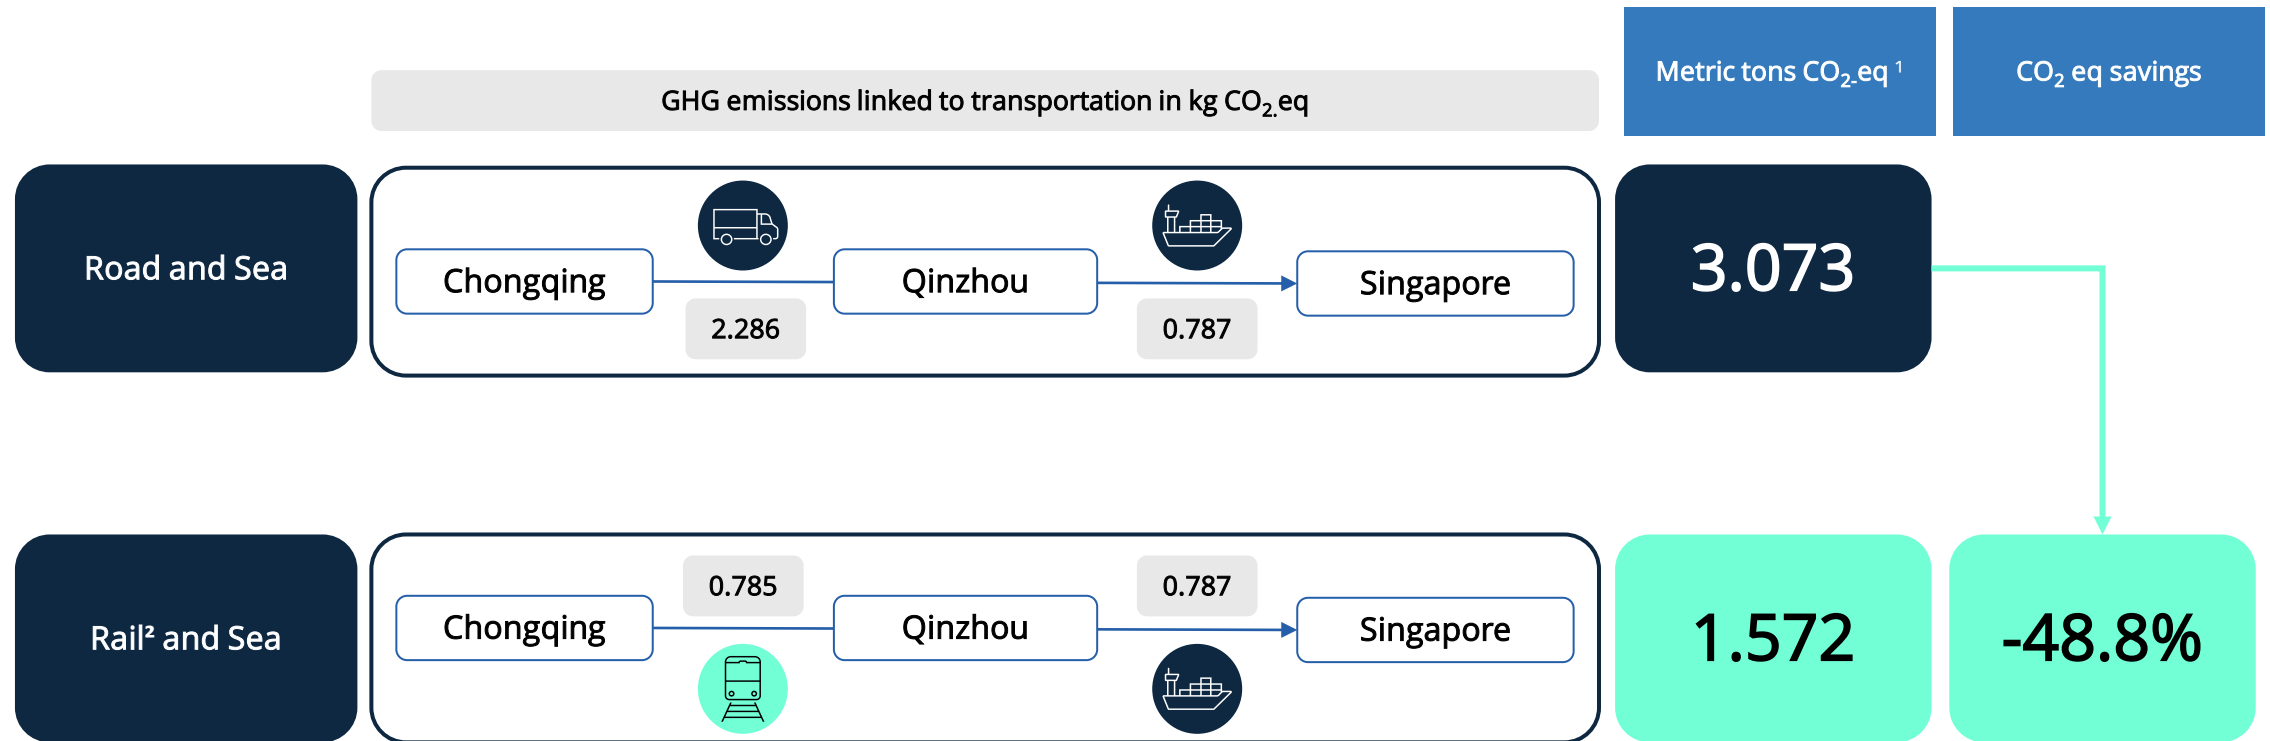 Metric tons CO₂-eq ¹
CO₂ eq savings
GHG emissions linked to transportation in kg CO₂.eq
Road and Sea
Chongqing
Qinzhou
Singapore
2.286
0.787
3.073
Rail² and Sea
0.785
0.787
Chongqing
Qinzhou
Singapore
1.572
-48.8%